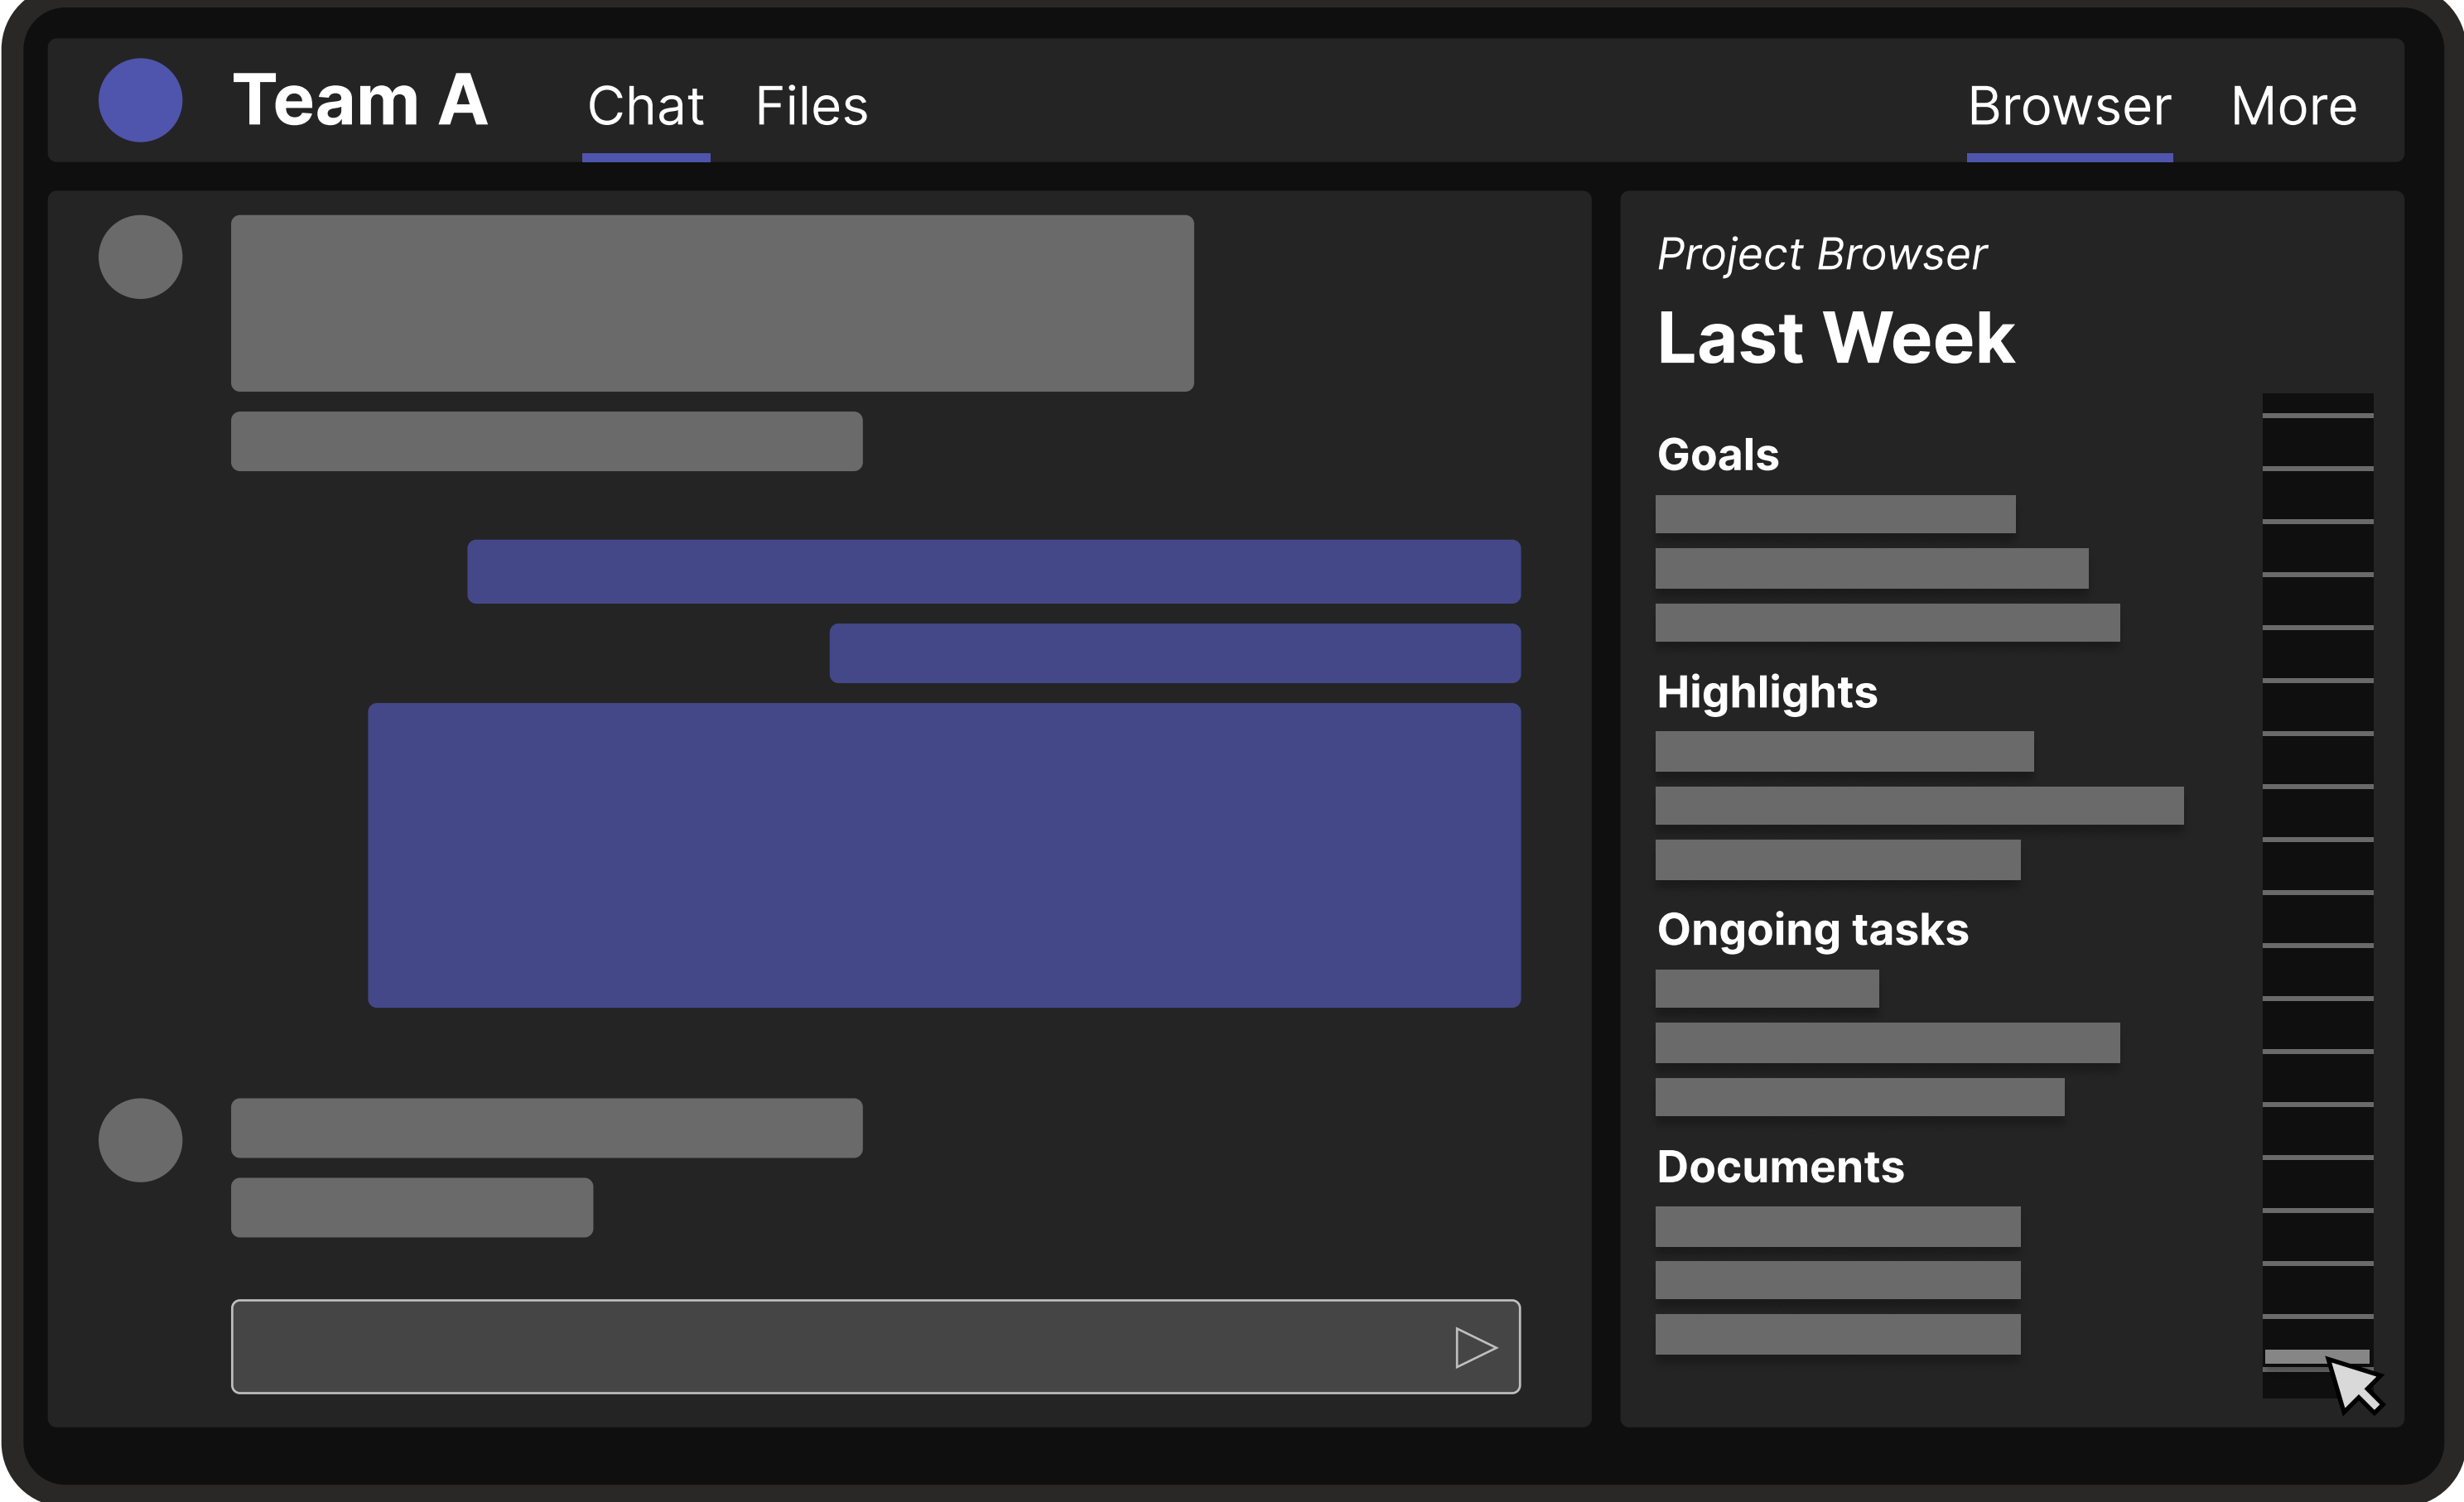 Team A Chat Files Browser More
Project Browser
Last Week
Goals
Highlights
Ongoing tasks
Documents